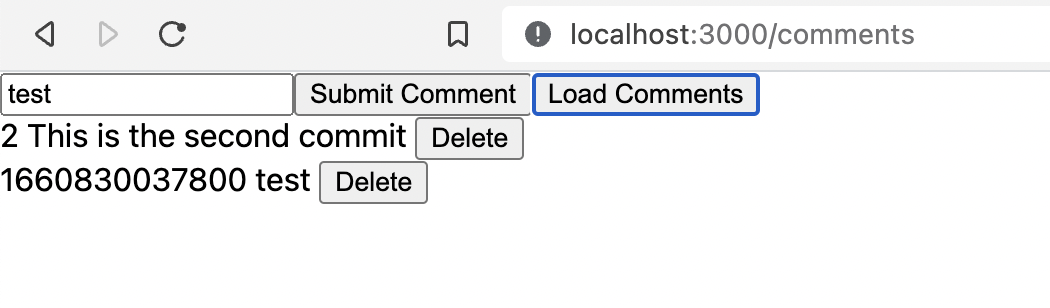 localhost:3000/comments
test Submit Comment Load Comments
2 This is the second commit Delete
1660830037800 test Delete